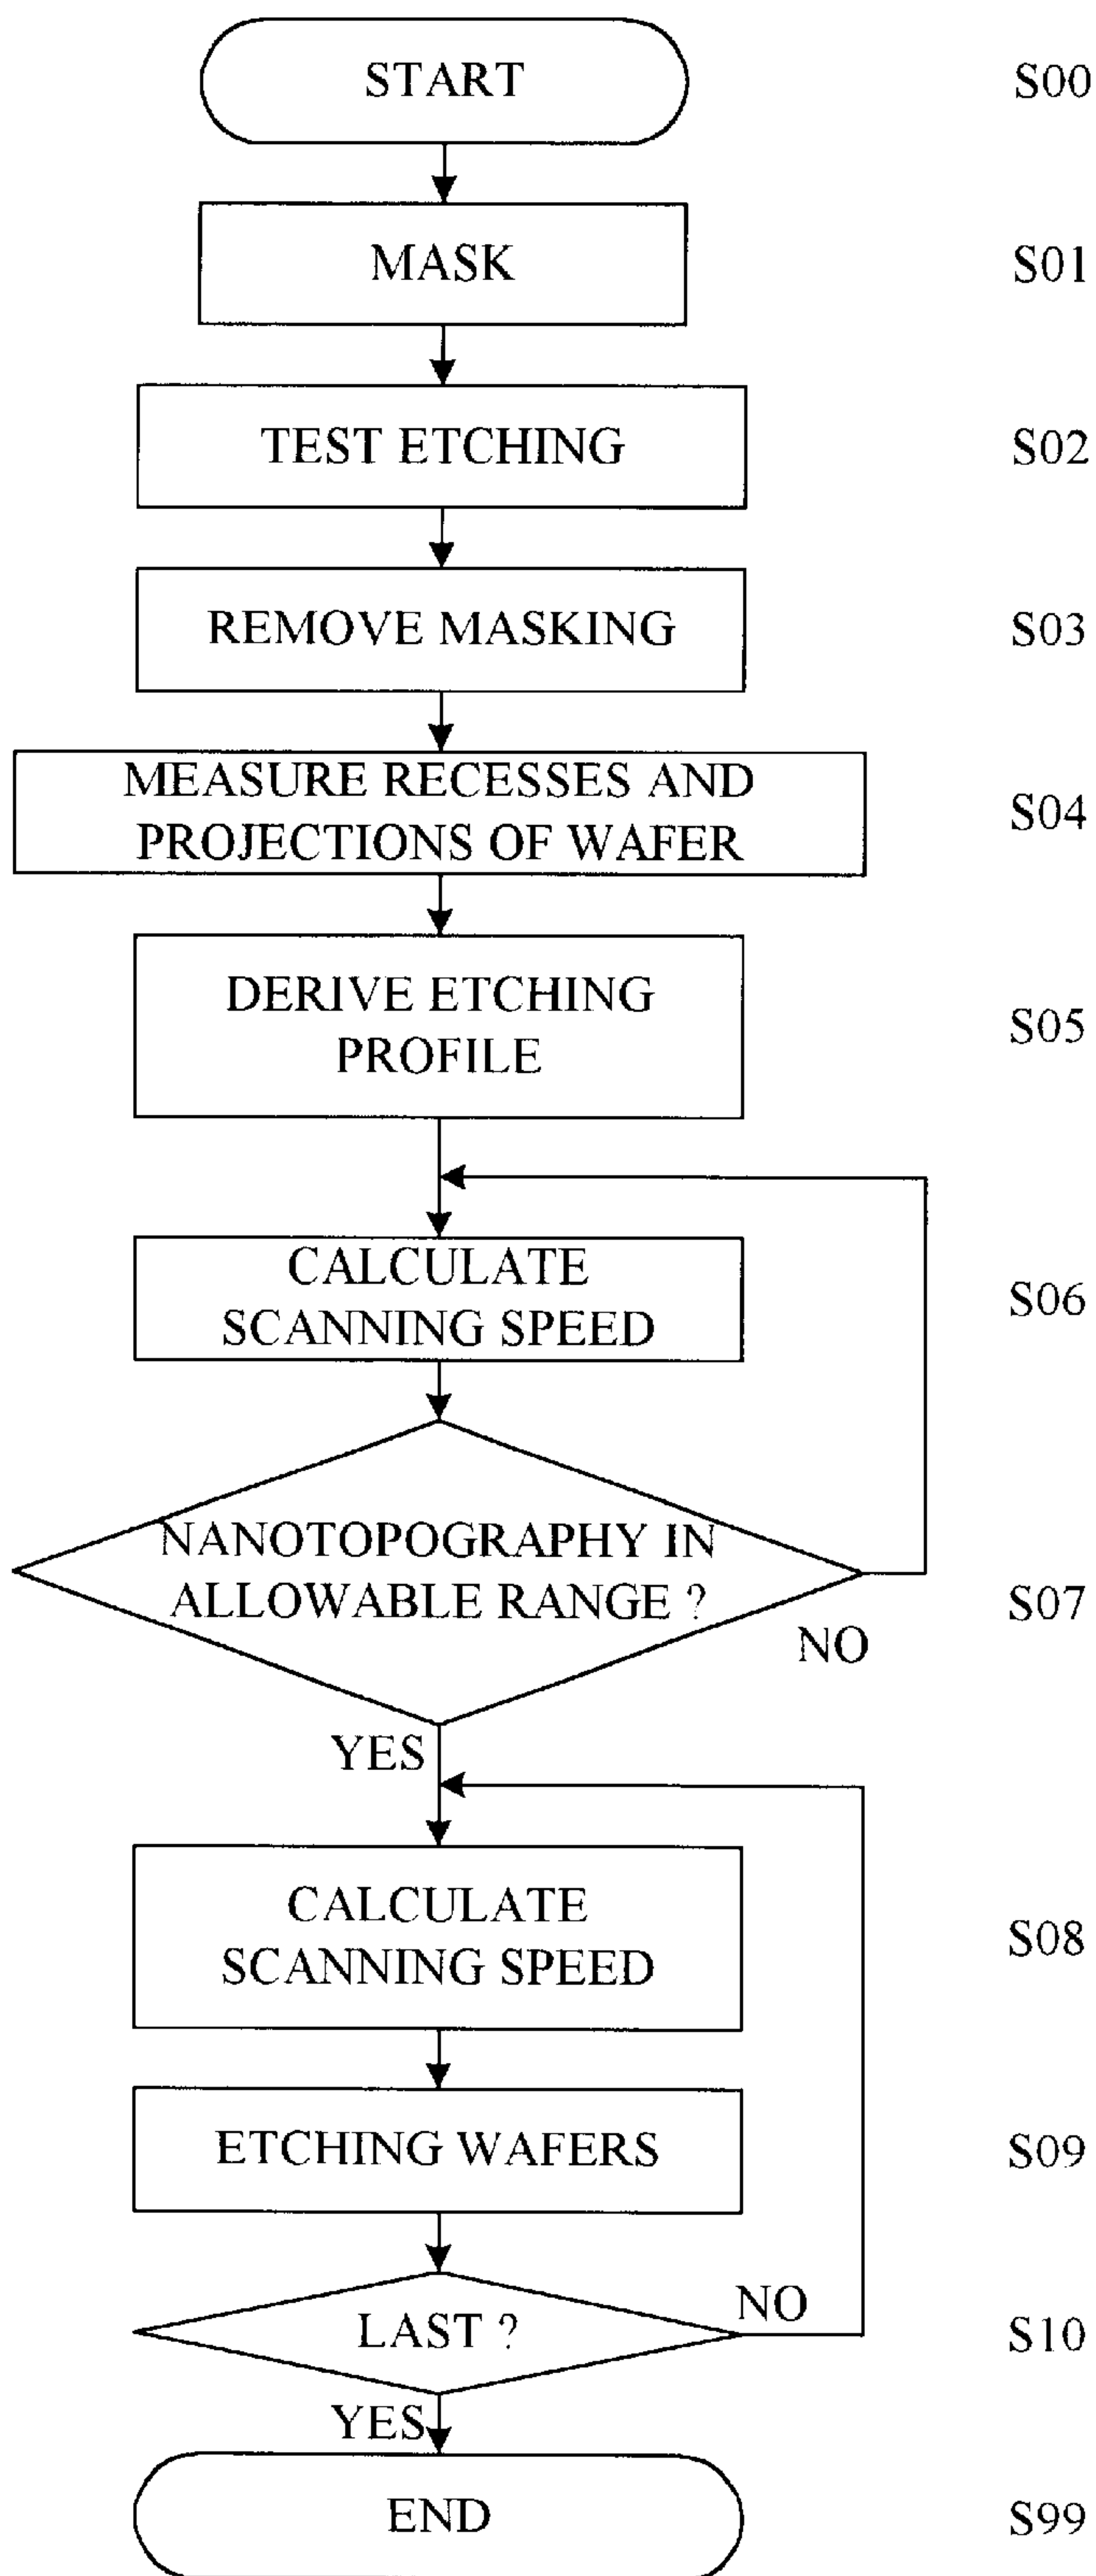 START S00
MASK S01
TEST ETCHING S02
REMOVE MASKING S03
MEASURE RECESSES AND
PROJECTIONS OF WAFER S04
DERIVE ETCHING
PROFILE S05
CALCULATE
SCANNING SPEED S06
NANOTOPOGRAPHY IN
ALLOWABLE RANGE ? S07
NO
YES
CALCULATE
SCANNING SPEED S08
ETCHING WAFERS S09
NO
LAST ? S10
YES
END S99